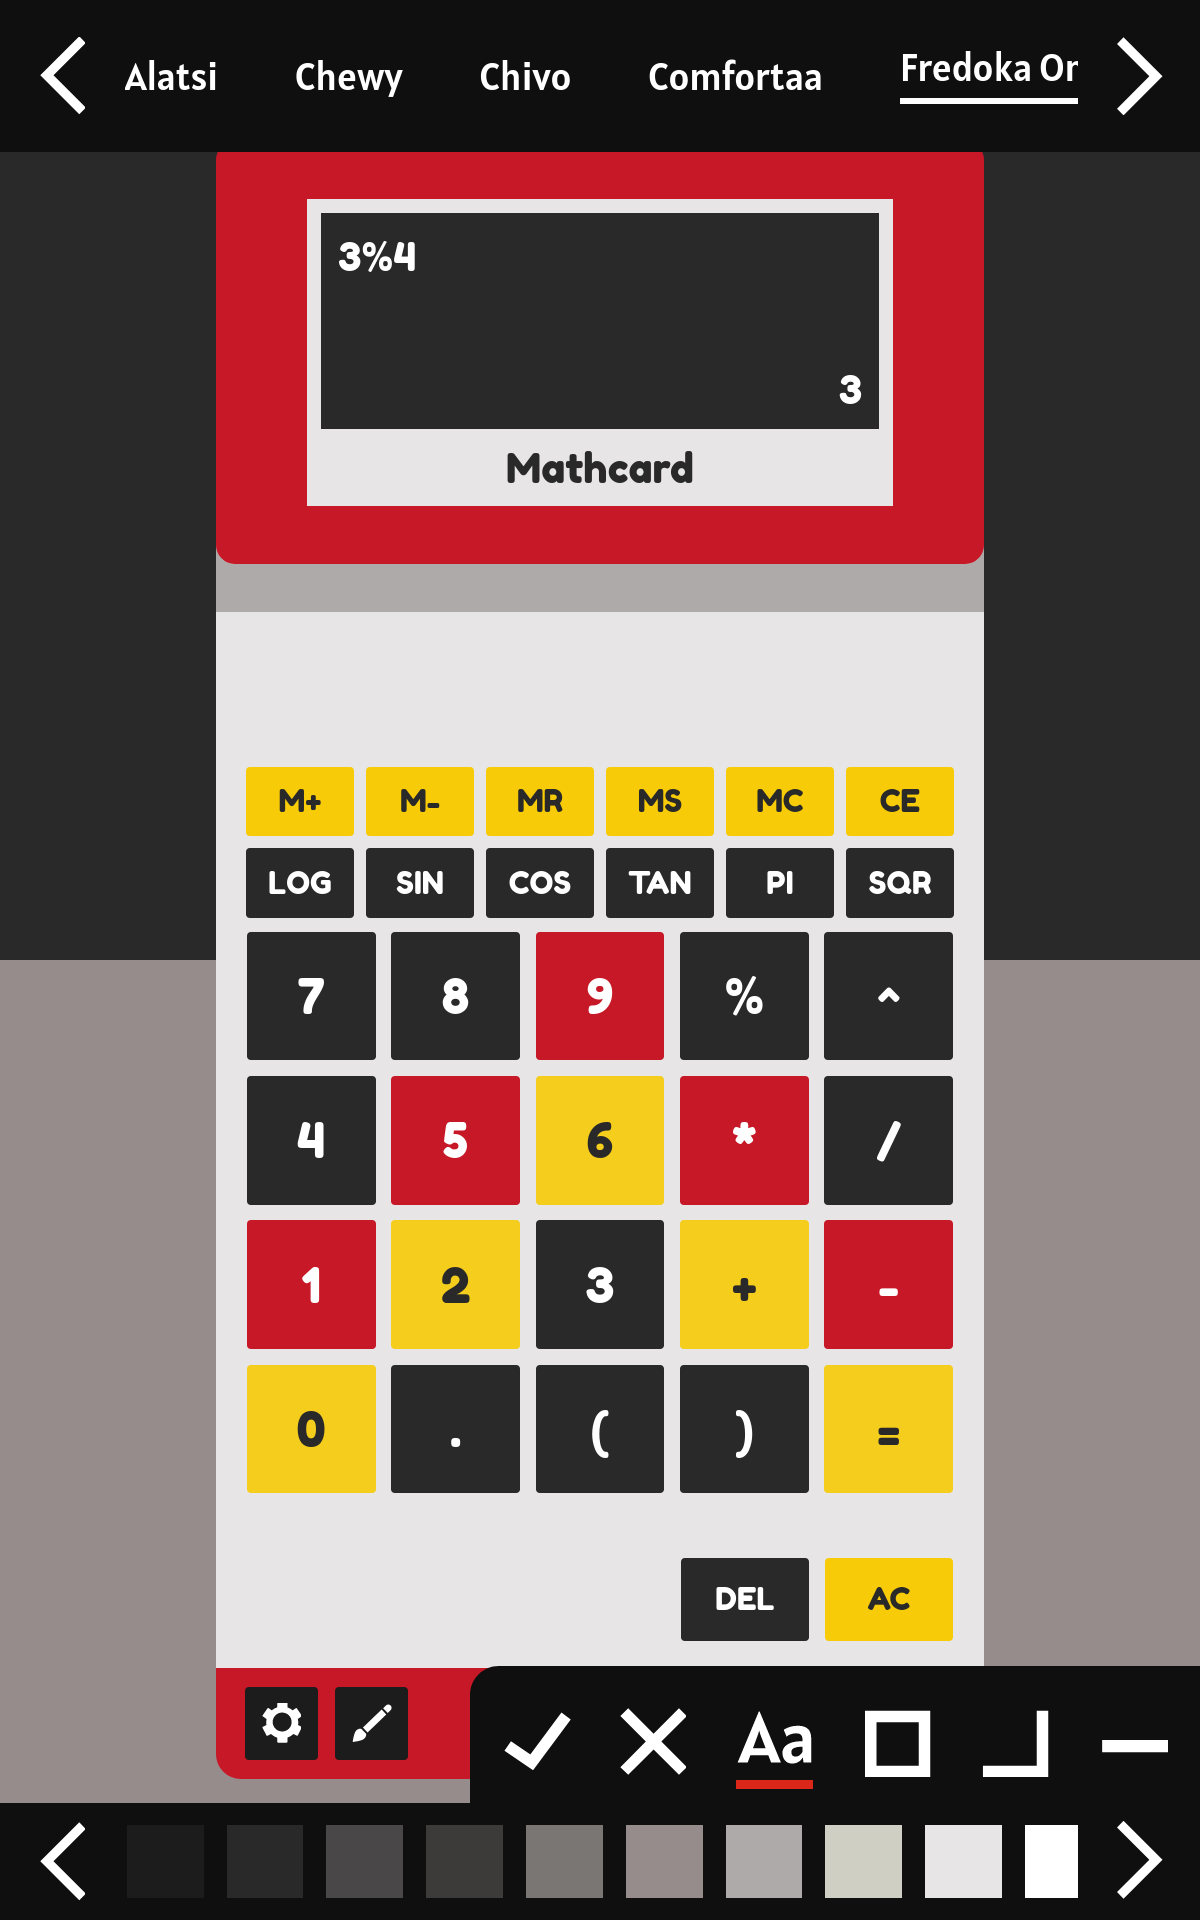 Alatsi Chewy Chivo Comfortaa Fredoka Or
3%4
3
Mathcard
M+ M- MR MS MC CE
LOG SIN COS TAN PI SQR
7 8 9 % ^
4 5 6 * /
1 2 3 + -
0 . ( ) =
DEL AC
Aa